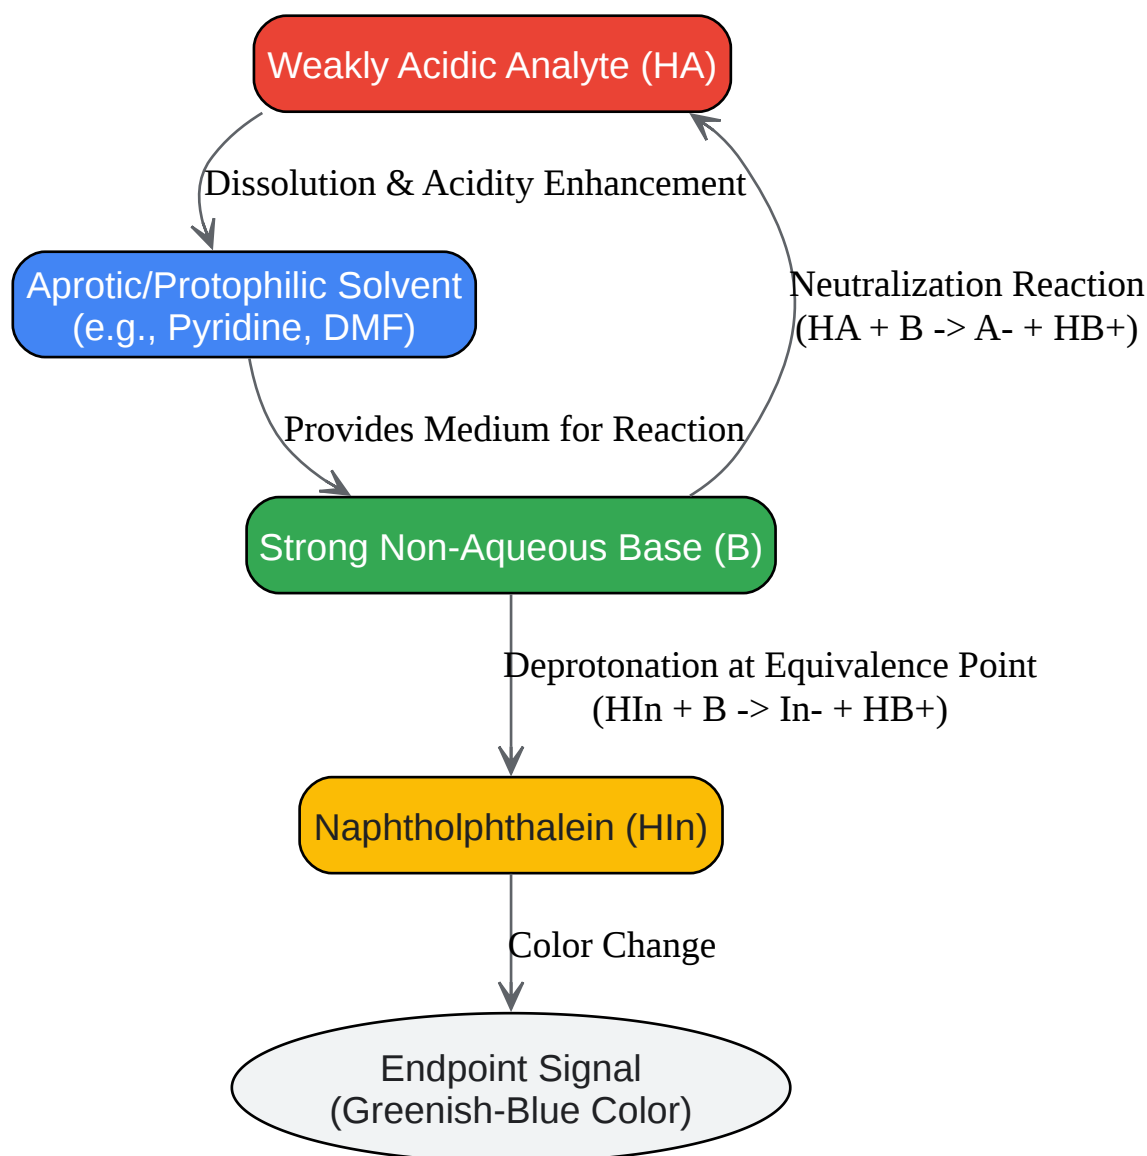 Weakly Acidic Analyte (HA)
Dissolution & Acidity Enhancement
Aprotic/Protophilic Solvent
(e.g., Pyridine, DMF)
Neutralization Reaction
(HA + B -> A- + HB+)
Provides Medium for Reaction
Strong Non-Aqueous Base (B)
Deprotonation at Equivalence Point
(HIn + B -> In- + HB+)
Naphtholphthalein (HIn)
Color Change
Endpoint Signal
(Greenish-Blue Color)